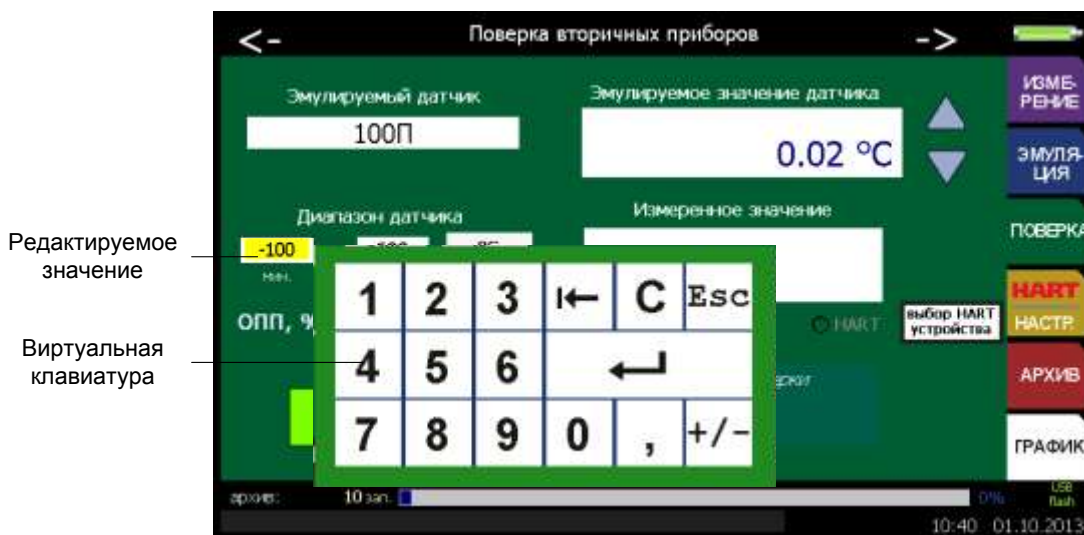 <- Поверка вторичных приборов ->
Эмулируемый датчик
Эмулируемое значение датчика
100П
0.02 °C
Диапазон датчика
Измеренное значение
-100
мин.
ОПП, %
HART
выбор HART
устройства
1 2 3 C Esc
4 5 6
7 8 9 0 , +/-
ИЗМЕ-
РЕНИЕ
ЭМУЛЯ-
ЦИЯ
ПОВЕРКА
HART
НАСТР.
АРХИВ
ГРАФИК
Редактируемое
значение
Виртуальная
клавиатура
архив: 10 зап. 0%
USB
flash
10:40 01.10.2013